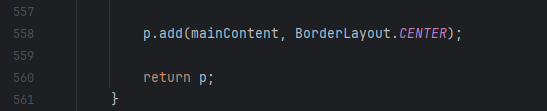 557
558 p.add(mainContent, BorderLayout.CENTER);
559
560 return p;
561 }